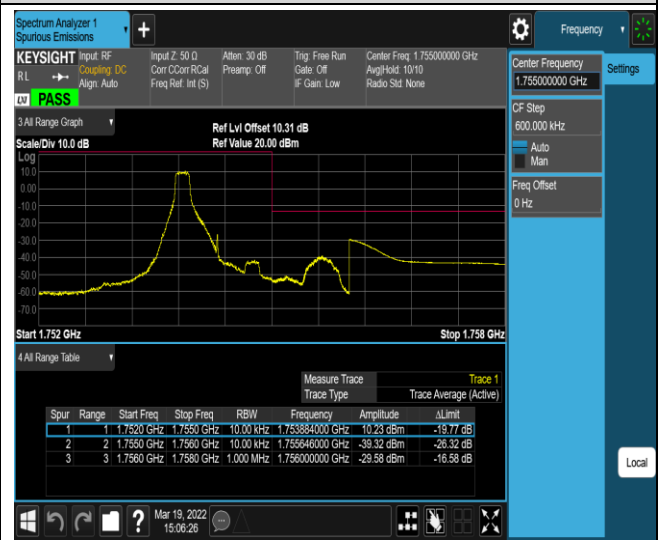 Spectrum Analyzer 1
Spurious Emissions
Frequency
KEYSIGHT Input: RF Input Z: 50 Ω Atten: 30 dB Trig: Free Run Center Freq: 1.755000000 GHz
R L Coupling: DC Corr CCorr RCal Preamp: Off Gate: Off Avg|Hold: 10/10
Align: Auto Freq Ref: Int (S) IF Gain: Low Radio Std: None
LXI PASS
3 All Range Graph
Ref Lvl Offset 10.31 dB
Scale/Div 10.0 dB Ref Value 20.00 dBm
Log
10.0
0.00
-10.0
-20.0
-30.0
-40.0
-50.0
-60.0
-70.0
Start 1.752 GHz Stop 1.758 GHz
4 All Range Table
Measure Trace Trace 1
Trace Type Trace Average (Active)
Spur Range Start Freq Stop Freq RBW Frequency Amplitude ΔLimit
1 1 1.7520 GHz 1.7550 GHz 10.00 kHz 1.753884000 GHz 10.23 dBm -19.77 dB
2 2 1.7550 GHz 1.7560 GHz 10.00 kHz 1.755646000 GHz -39.32 dBm -26.32 dB
3 3 1.7560 GHz 1.7580 GHz 1.000 MHz 1.756000000 GHz -29.58 dBm -16.58 dB
Center Frequency
1.755000000 GHz
Settings
CF Step
600.000 kHz
Auto
Man
Freq Offset
0 Hz
Local
Mar 19, 2022
15:06:26